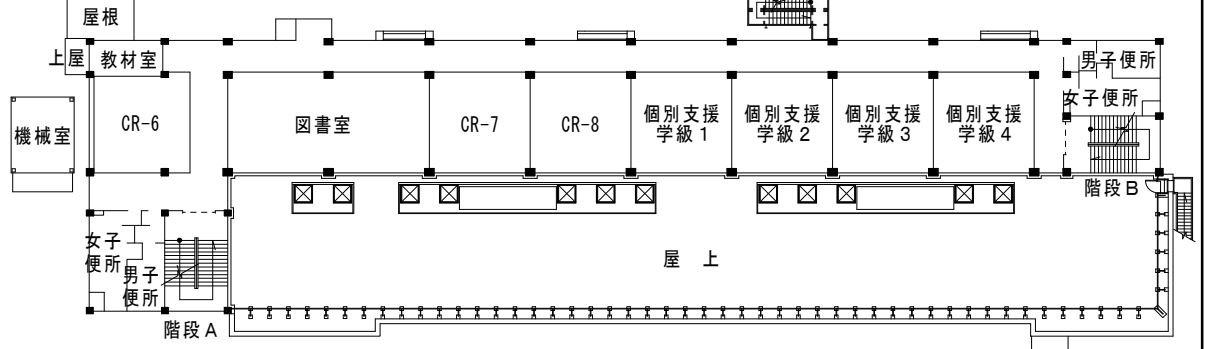 屋根
上屋
教材室
男子便所
女子便所
機械室
CR-6
図書室
CR-7
CR-8
個別支援
学級1
個別支援
学級2
個別支援
学級3
個別支援
学級4
階段B
女子
便所
男子
便所
屋 上
階段A